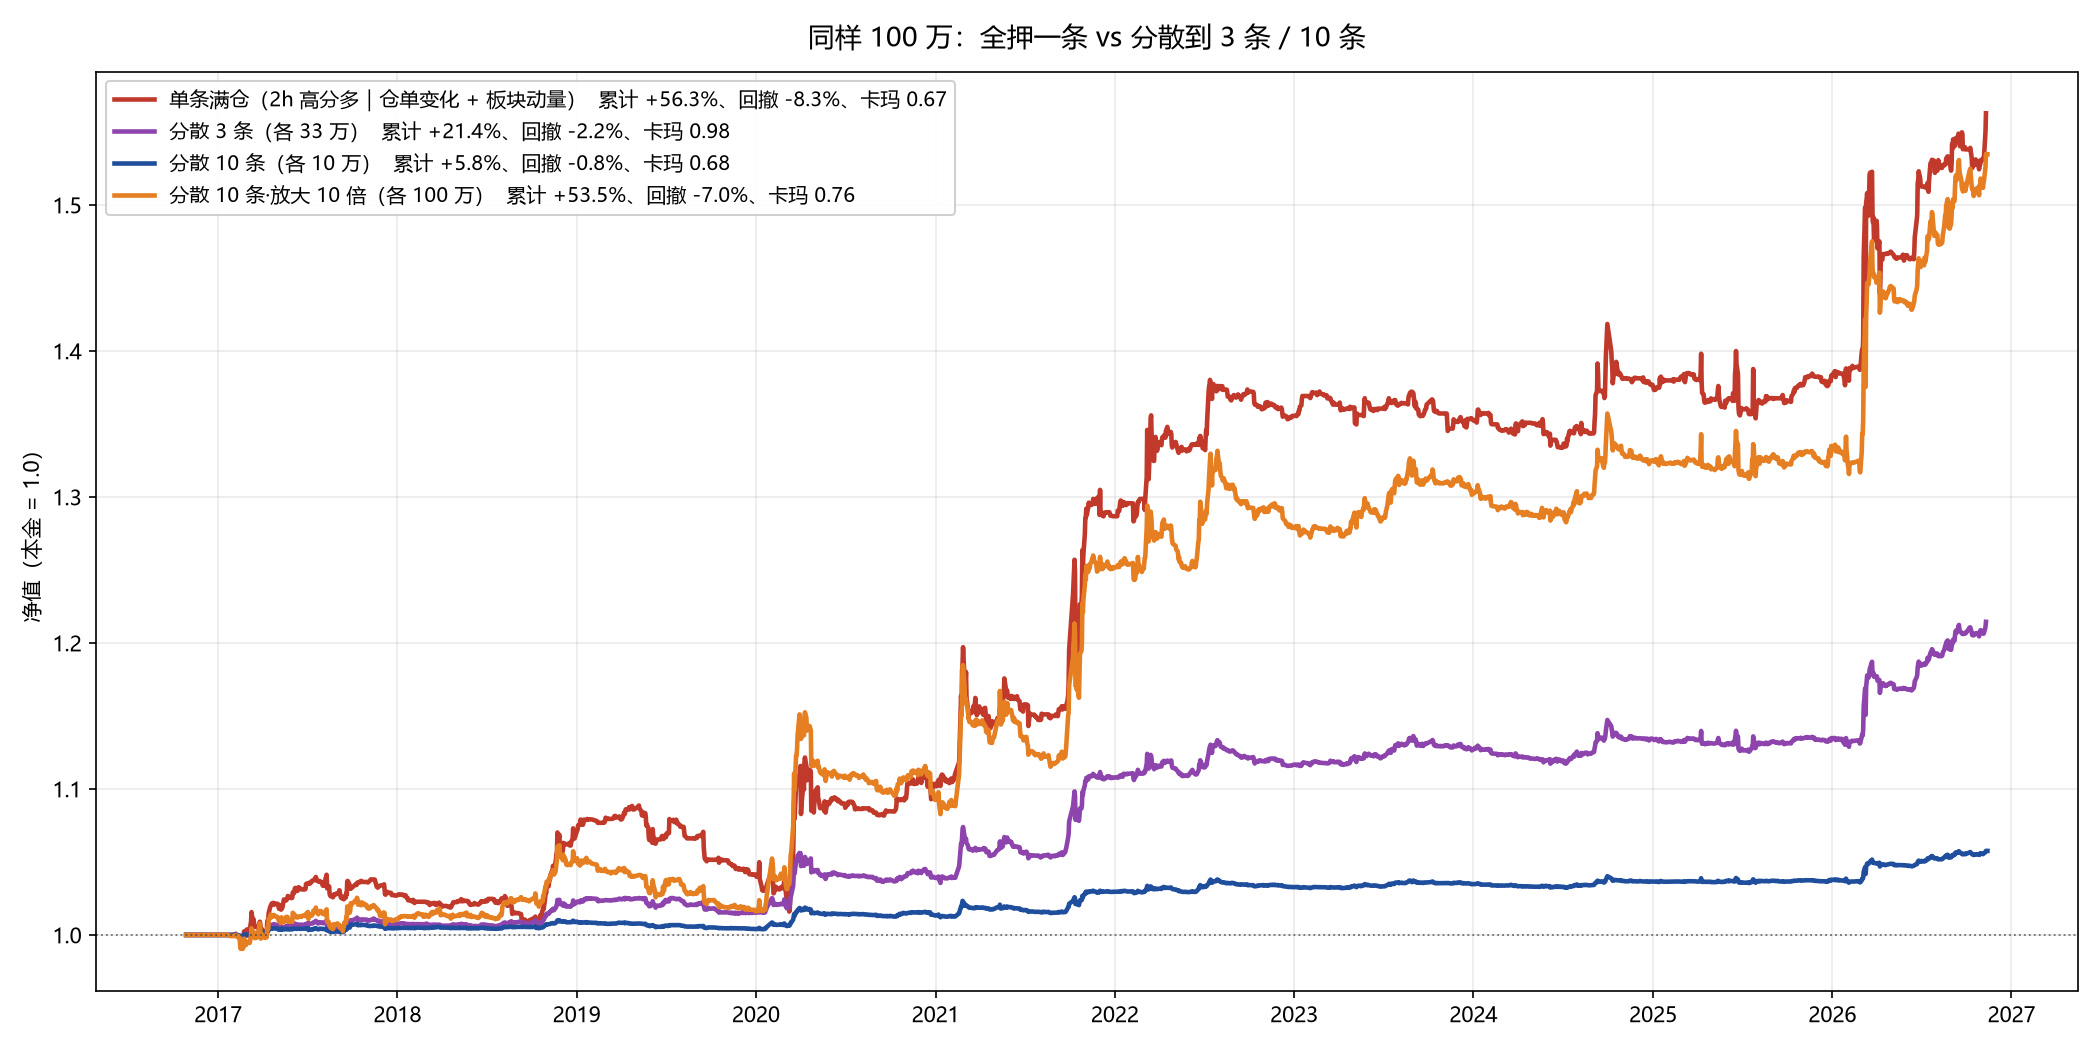 同样 100 万：全押一条 vs 分散到 3 条 / 10 条
单条满仓（2h 高分多 | 仓单变化 + 板块动量） 累计 +56.3%、回撤 -8.3%、卡玛 0.67
分散 3 条（各 33 万） 累计 +21.4%、回撤 -2.2%、卡玛 0.98
分散 10 条（各 10 万） 累计 +5.8%、回撤 -0.8%、卡玛 0.68
分散 10 条·放大 10 倍（各 100 万） 累计 +53.5%、回撤 -7.0%、卡玛 0.76
净值（本金 = 1.0）
1.5
1.4
1.3
1.2
1.1
1.0
2017 2018 2019 2020 2021 2022 2023 2024 2025 2026 2027